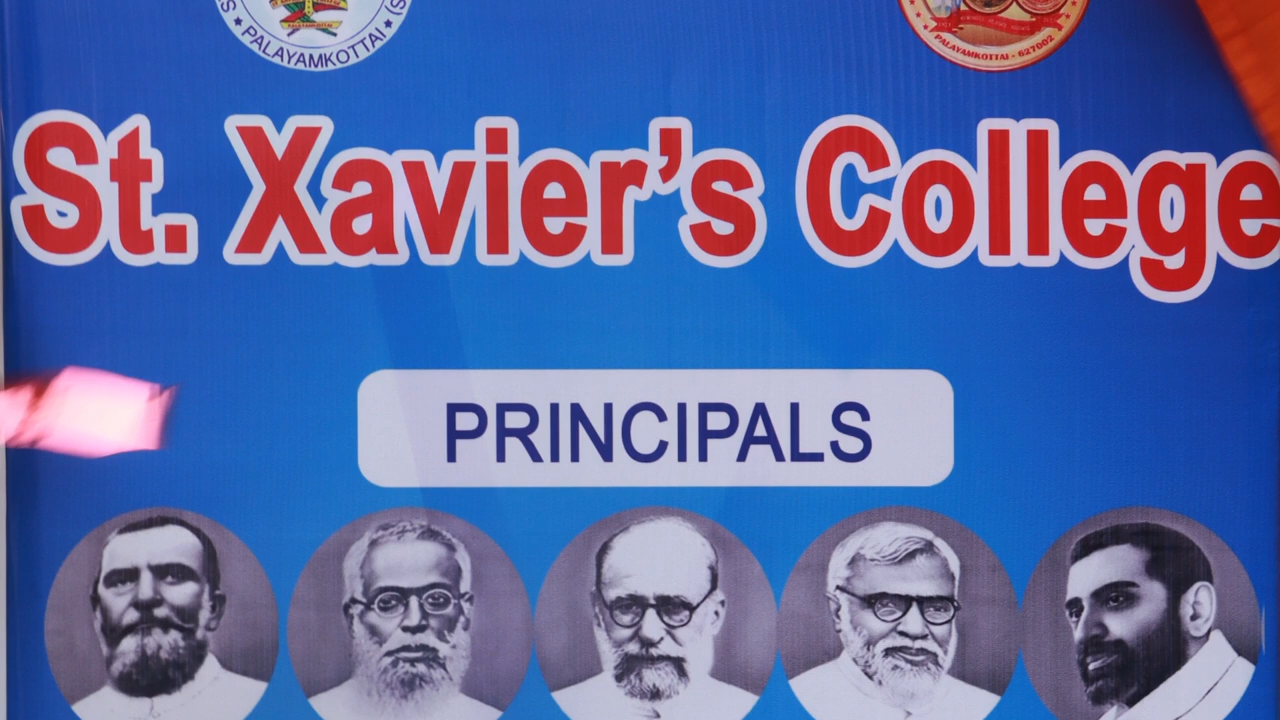 PALAYAMKOTTAI
PALAYAMKOTTAI - 627002
St. Xavier's College
PRINCIPALS